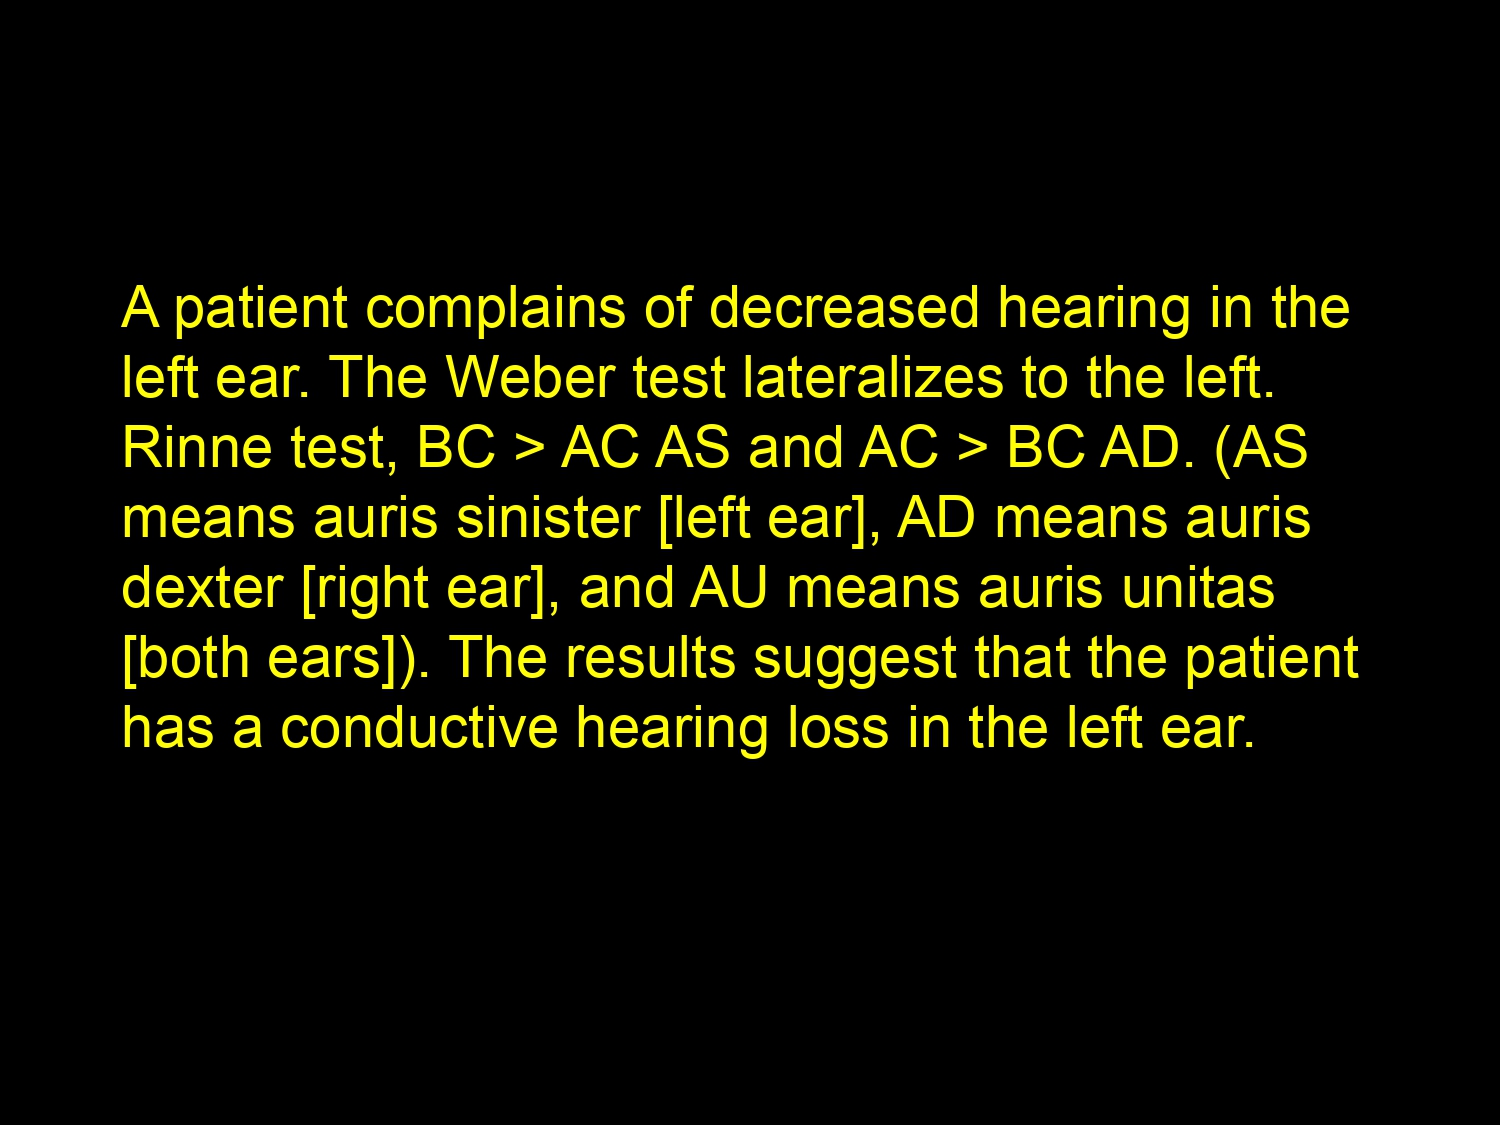 A patient complains of decreased hearing in the
left ear. The Weber test lateralizes to the left.
Rinne test, BC > AC AS and AC > BC AD. (AS
means auris sinister [left ear], AD means auris
dexter [right ear], and AU means auris unitas
[both ears]). The results suggest that the patient
has a conductive hearing loss in the left ear.